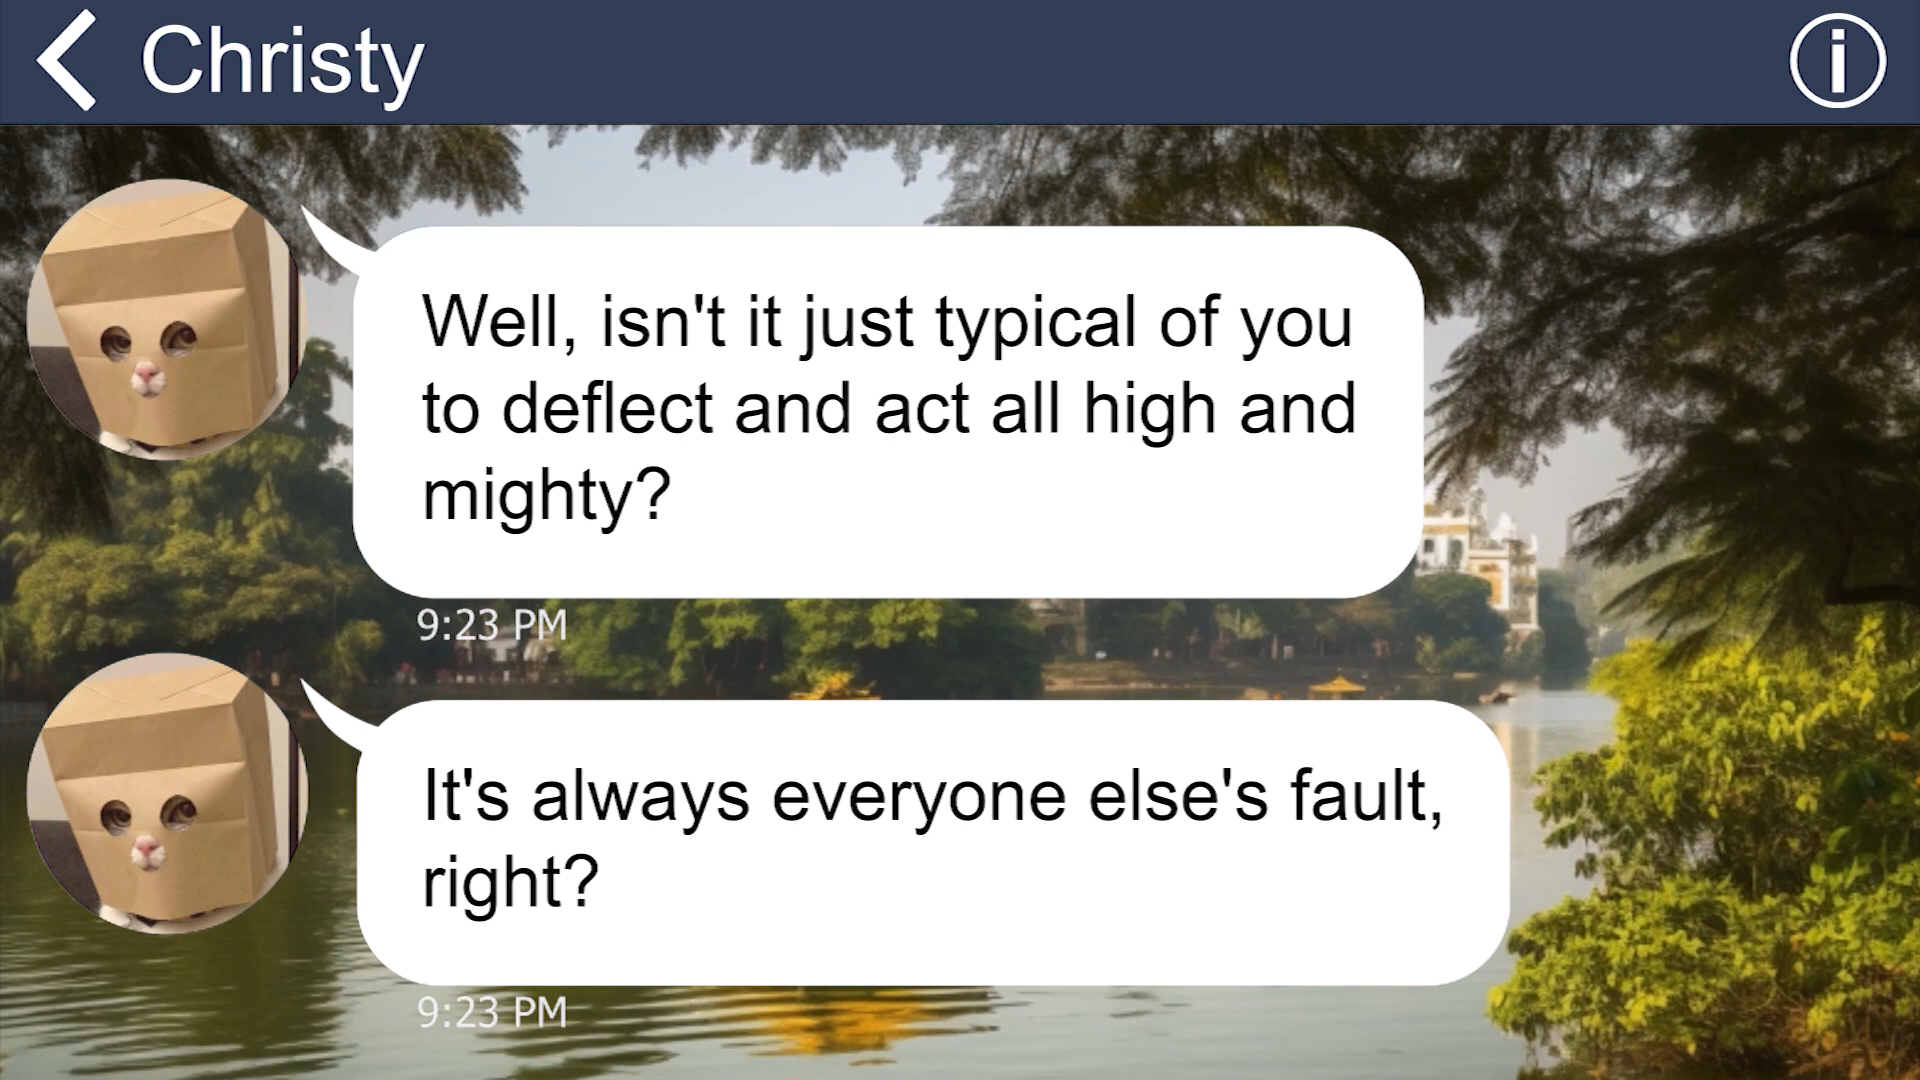 Christy
Well, isn't it just typical of you
to deflect and act all high and
mighty?
9:23 PM
It's always everyone else's fault,
right?
9:23 PM